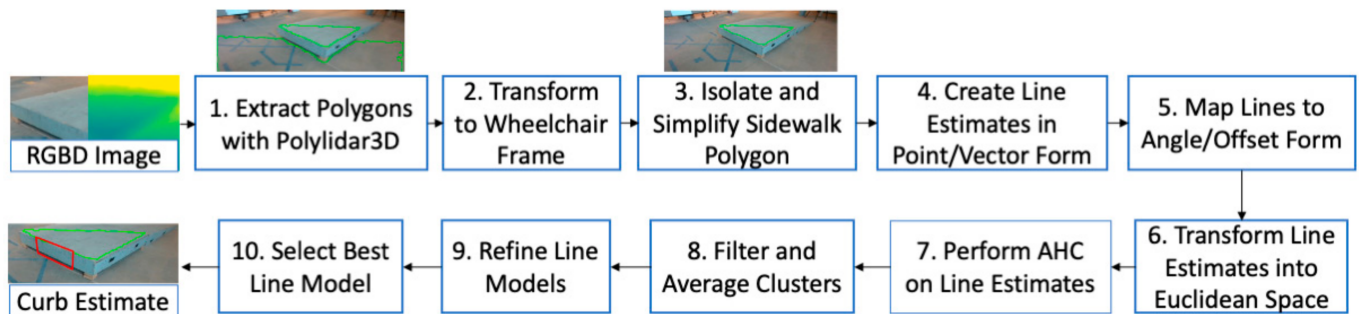 RGBD Image
1. Extract Polygons
with Polylidar3D
2. Transform
to Wheelchair
Frame
3. Isolate and
Simplify Sidewalk
Polygon
4. Create Line
Estimates in
Point/Vector Form
5. Map Lines to
Angle/Offset Form
6. Transform Line
Estimates into
Euclidean Space
7. Perform AHC
on Line Estimates
8. Filter and
Average Clusters
9. Refine Line
Models
10. Select Best
Line Model
Curb Estimate